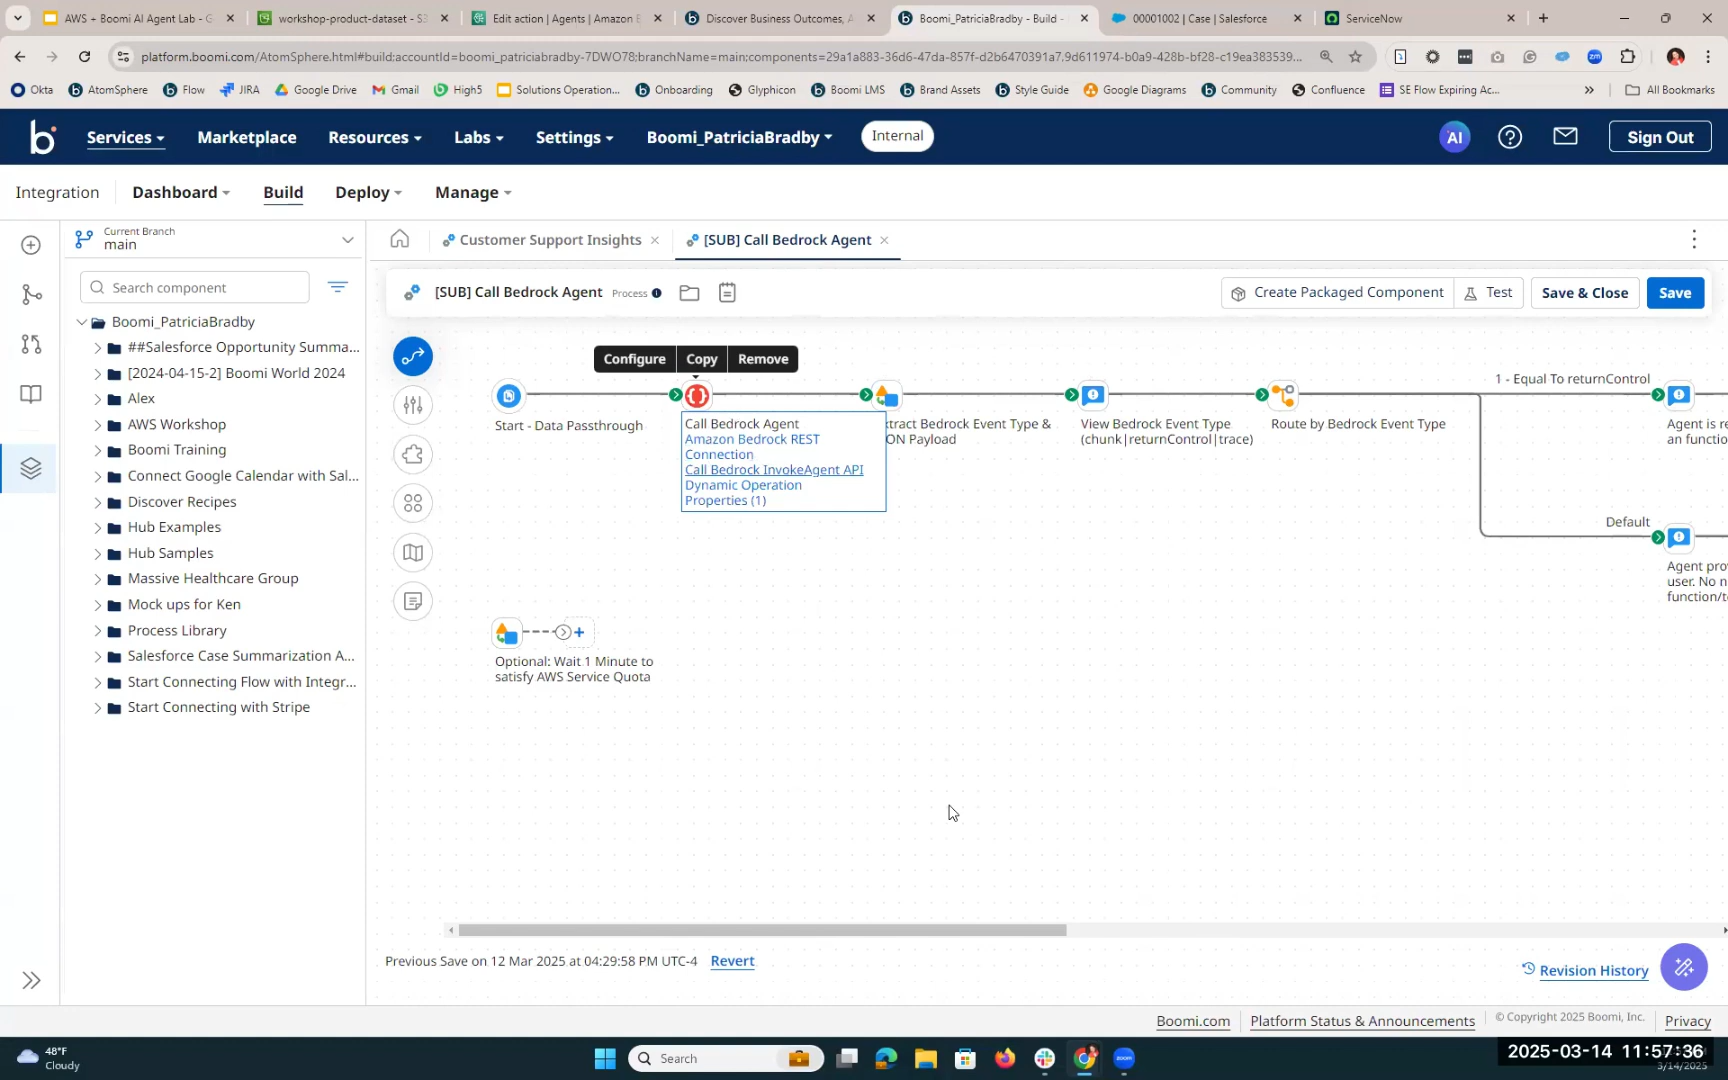 AWS + Boomi AI Agent Lab - G
workshop-product-dataset - S3
Edit action | Agents | Amazon
Discover Business Outcomes, A
Boomi_PatriciaBradby - Build -
00001002 | Case | Salesforce
ServiceNow
platform.boomi.com/AtomSphere.html#build;accountId=boomi_patriciabradby-7DWO78;branchName=main;components=29a1a883-36d6-47da-857f-d2b6470391a7,9d611974-b0a9-428b-bf28-c19ea383539...
Okta
AtomSphere
Flow
JIRA
Google Drive
Gmail
High5
Solutions Operation...
Onboarding
Glyphicon
Boomi LMS
Brand Assets
Style Guide
Google Diagrams
Community
Confluence
SE Flow Expiring Ac...
All Bookmarks
b
Services
Marketplace
Resources
Labs
Settings
Boomi_PatriciaBradby
Internal
AI
Sign Out
Integration
Dashboard
Build
Deploy
Manage
Current Branch
main
Customer Support Insights
[SUB] Call Bedrock Agent
Search component
[SUB] Call Bedrock Agent Process
Create Packaged Component
Test
Save & Close
Save
Boomi_PatriciaBradby
##Salesforce Opportunity Summa...
[2024-04-15-2] Boomi World 2024
Alex
AWS Workshop
Boomi Training
Connect Google Calendar with Sal...
Discover Recipes
Hub Examples
Hub Samples
Massive Healthcare Group
Mock ups for Ken
Process Library
Salesforce Case Summarization A...
Start Connecting Flow with Integr...
Start Connecting with Stripe
Configure
Copy
Remove
Start - Data Passthrough
Call Bedrock Agent
Amazon Bedrock REST
Connection
Call Bedrock InvokeAgent API
Dynamic Operation
Properties (1)
xtract Bedrock Event Type &
ON Payload
View Bedrock Event Type
(chunk|returnControl|trace)
Route by Bedrock Event Type
1 - Equal To returnControl
Agent is re
an functio
Default
Agent prov
user. No n
function/t
Optional: Wait 1 Minute to
satisfy AWS Service Quota
Previous Save on 12 Mar 2025 at 04:29:58 PM UTC-4
Revert
Revision History
Boomi.com
Platform Status & Announcements
© Copyright 2025 Boomi, Inc.
Privacy
48°F
Cloudy
Search
zoom
2025-03-14 11:57:36
3/14/2025